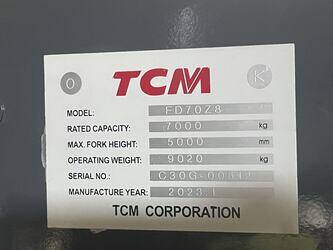 O K
TCM
MODEL: FD70Z8
RATED CAPACITY: 7000 kg
MAX. FORK HEIGHT: 5000 mm
OPERATING WEIGHT: 9020 kg
SERIAL NO.:
MANUFACTURE YEAR: 2023.1
TCM CORPORATION